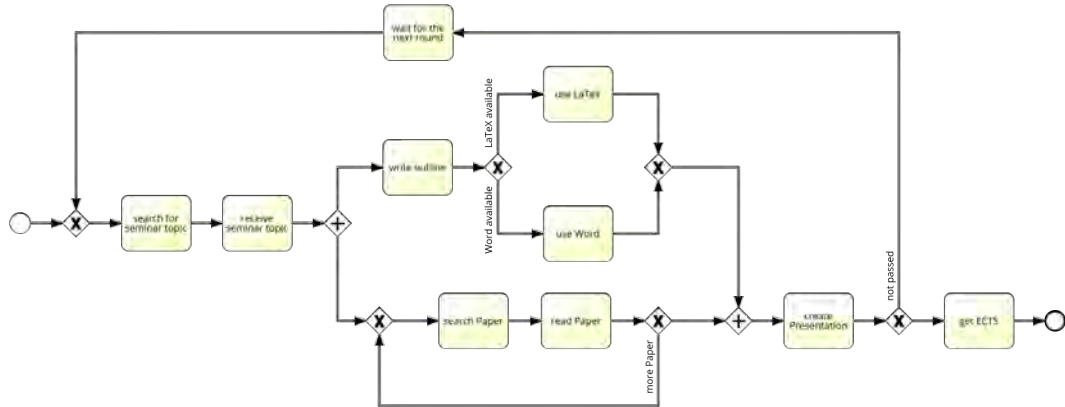 wait for the
next round
LaTeX available
use LaTeX
write outline
Word available
use Word
search for
seminar topic
receive
seminar topic
not passed
search Paper
read Paper
more Paper
create
Presentation
get ECTS